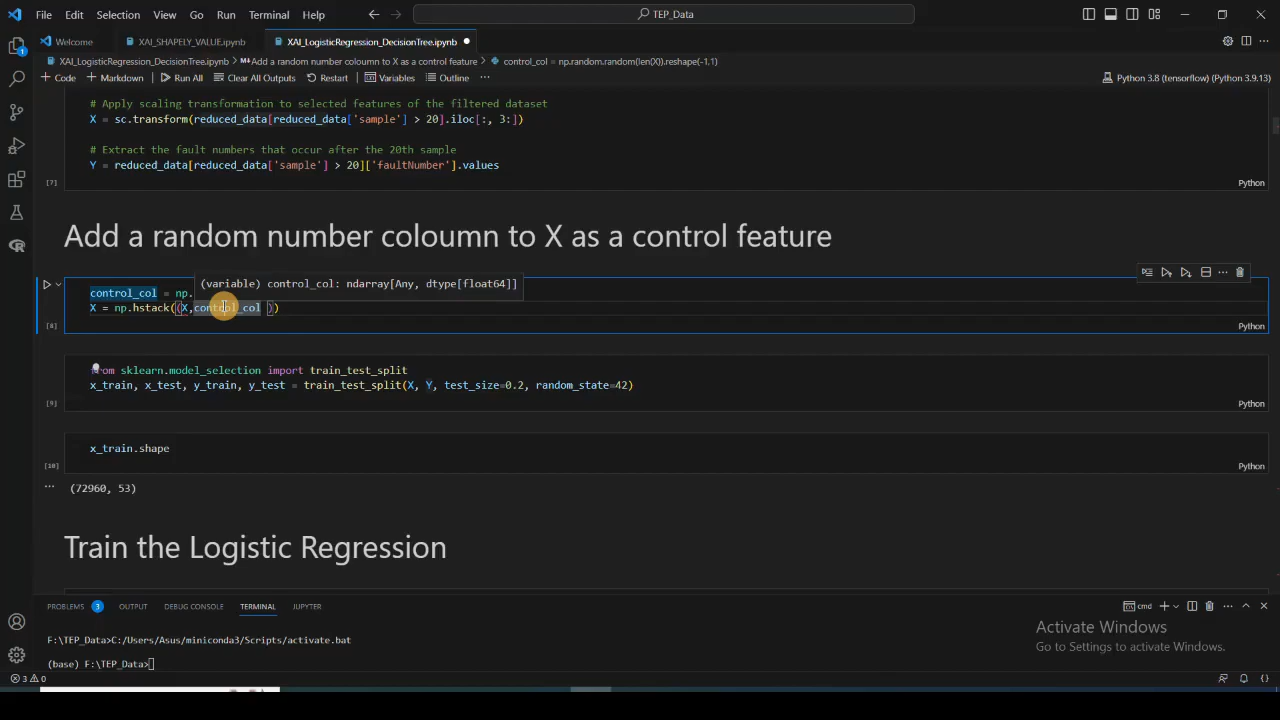 File Edit Selection View Go Run Terminal Help
TEP_Data
Welcome XAI_SHAPELY_VALUE.ipynb XAI_LogisticRegression_DecisionTree.ipynb
XAI_LogisticRegression_DecisionTree.ipynb > Add a random number coloumn to X as a control feature > control_col = np.random.random(len(X)).reshape(-1,1)
+ Code + Markdown Run All Clear All Outputs Restart Variables Outline ... Python 3.8 (tensorflow) (Python 3.9.13)
# Apply scaling transformation to selected features of the filtered dataset
X = sc.transform(reduced_data[reduced_data['sample'] > 20].iloc[:, 3:])
# Extract the fault numbers that occur after the 20th sample
Y = reduced_data[reduced_data['sample'] > 20]['faultNumber'].values
[7] Python
Add a random number coloumn to X as a control feature
(variable) control_col: ndarray[Any, dtype[float64]]
control_col = np.
X = np.hstack((X,control_col ))
[8] Python
from sklearn.model_selection import train_test_split
x_train, x_test, y_train, y_test = train_test_split(X, Y, test_size=0.2, random_state=42)
[9] Python
x_train.shape
[10] Python
... (72960, 53)
Train the Logistic Regression
PROBLEMS 3 OUTPUT DEBUG CONSOLE TERMINAL JUPYTER cmd
F:\TEP_Data>C:/Users/Asus/miniconda3/Scripts/activate.bat
(base) F:\TEP_Data>
Activate Windows
Go to Settings to activate Windows.
3 0